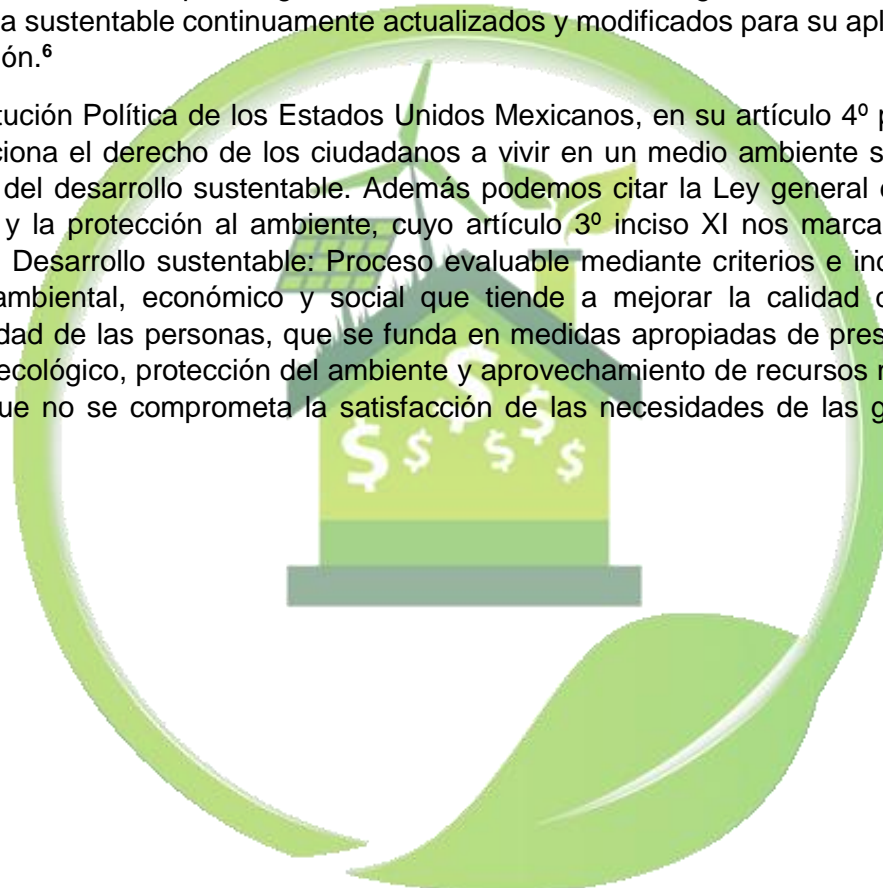 a sustentable continuamente actualizados y modificados para su apl
ón.⁶
tución Política de los Estados Unidos Mexicanos, en su artículo 4º p
ciona el derecho de los ciudadanos a vivir en un medio ambiente s
del desarrollo sustentable. Además podemos citar la Ley general
y la protección al ambiente, cuyo artículo 3º inciso XI nos marca
Desarrollo sustentable: Proceso evaluable mediante criterios e ind
ambiental, económico y social que tiende a mejorar la calidad
dad de las personas, que se funda en medidas apropiadas de pres
ecológico, protección del ambiente y aprovechamiento de recursos
ue no se comprometa la satisfacción de las necesidades de las g
$ $ $ $ $ $ $